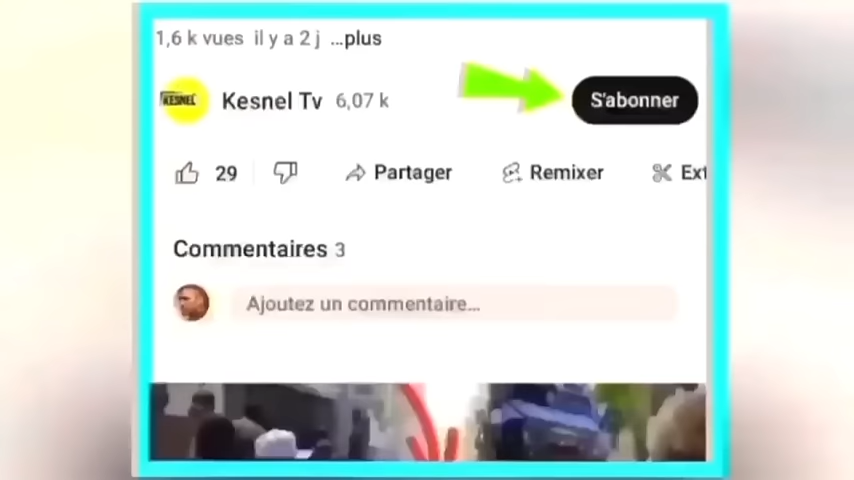 1,6 k vues il y a 2 j ...plus
KESNEL
Kesnel Tv 6,07 k
S'abonner
29
Partager
Remixer
Ext
Commentaires 3
Ajoutez un commentaire...